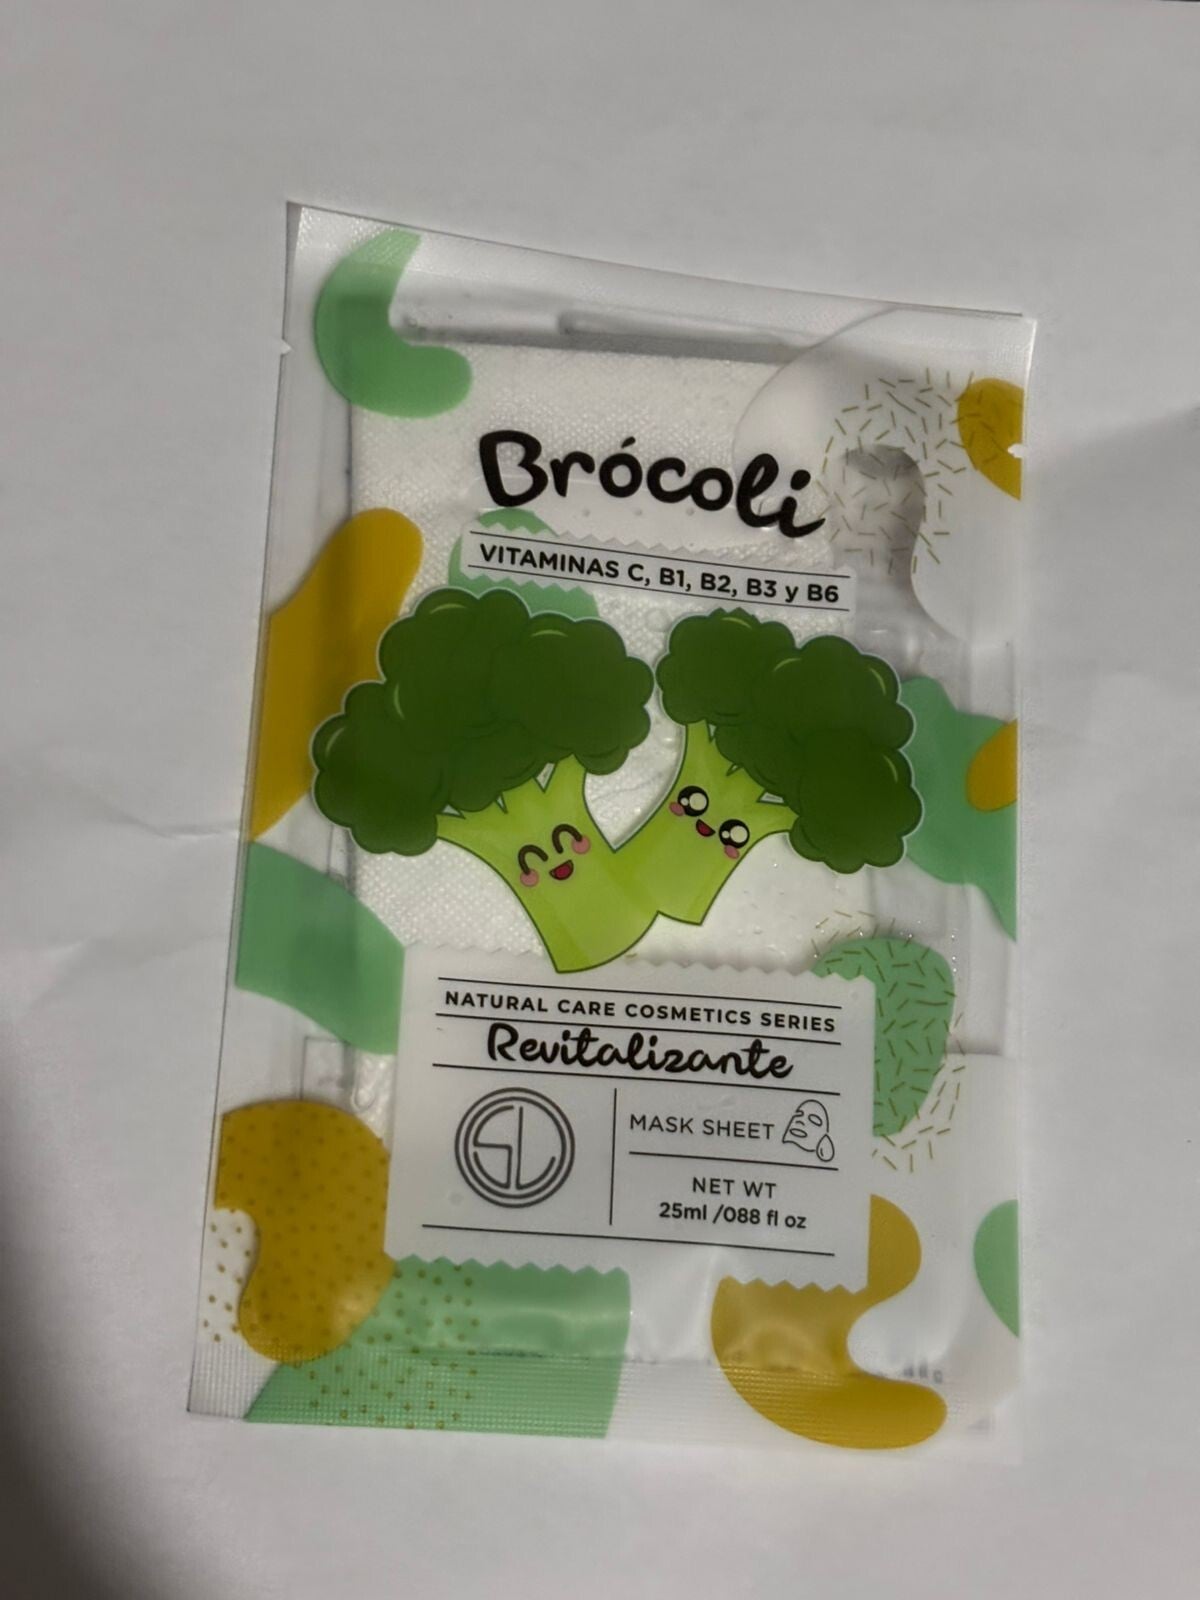 Brócoli
VITAMINAS C, B1, B2, B3 y B6
NATURAL CARE COSMETICS SERIES
Revitalizante
SL
MASK SHEET
NET WT
25ml /088 fl oz